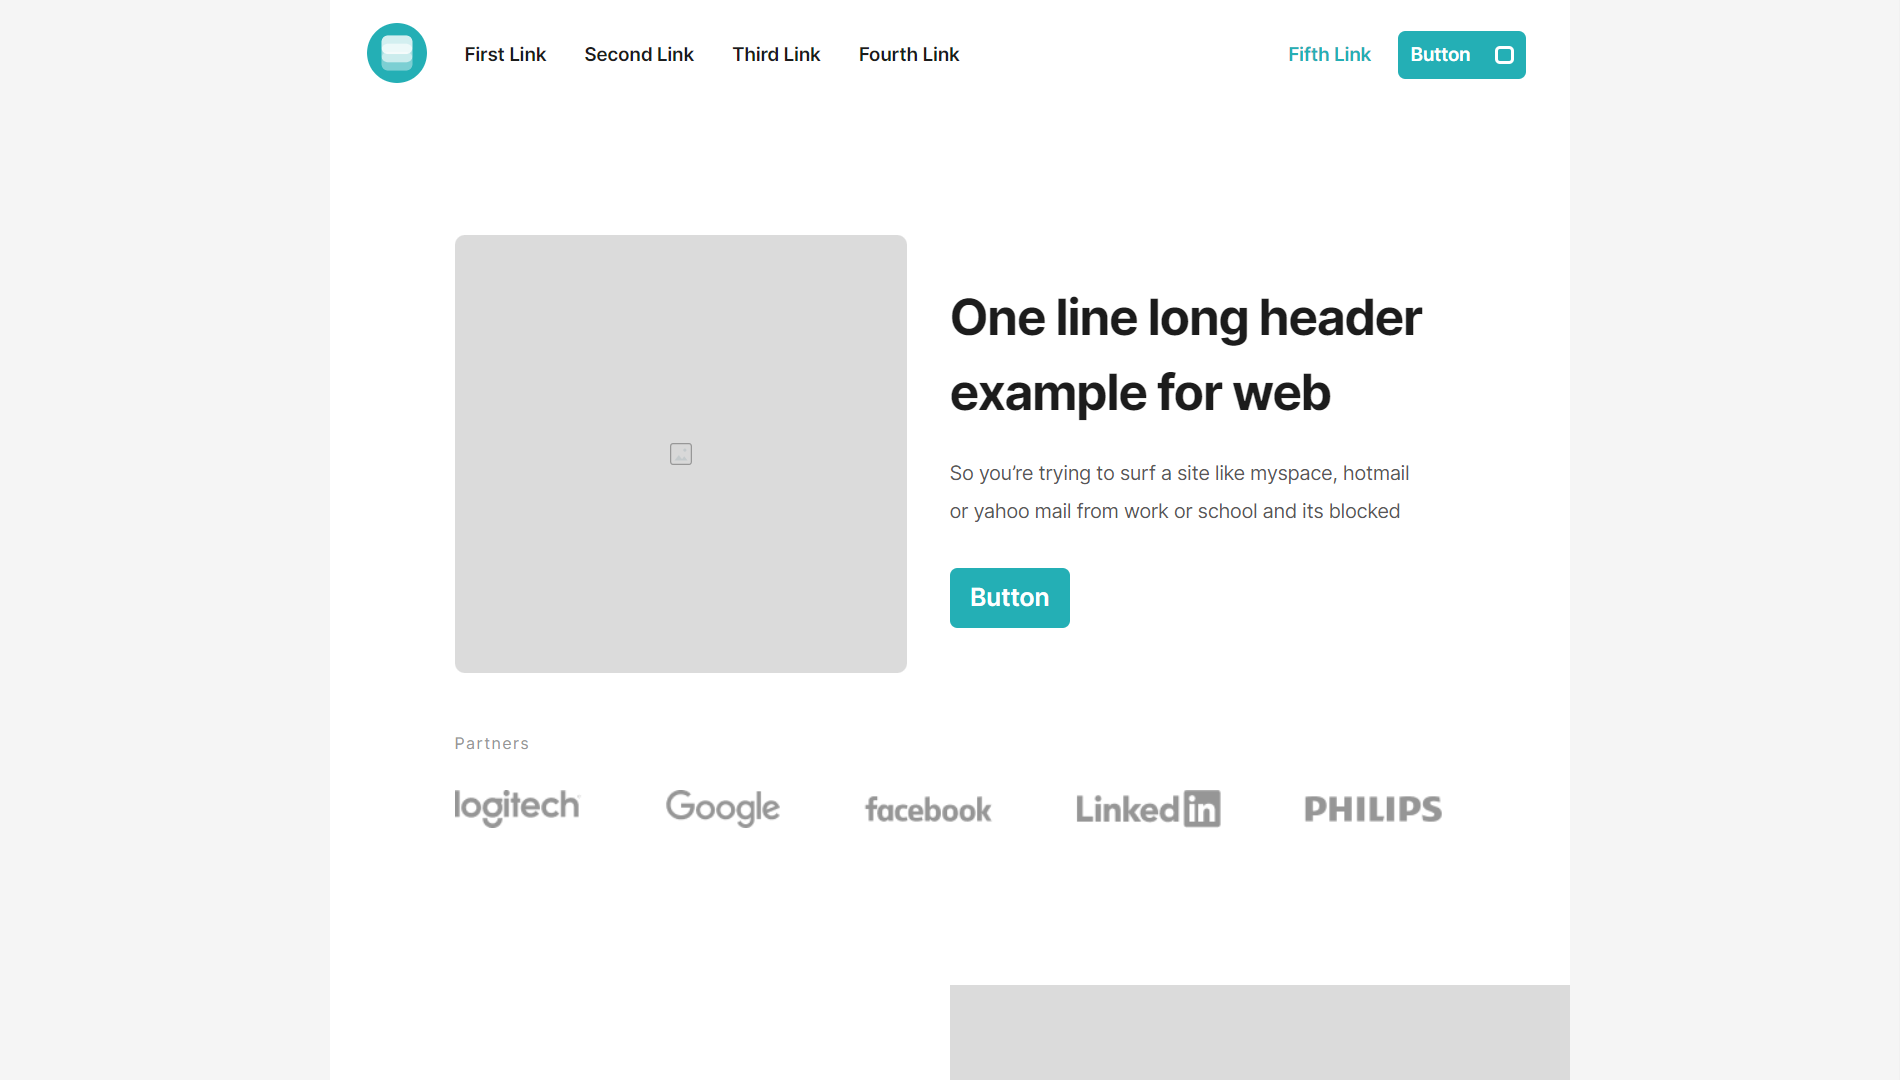 First Link
Second Link
Third Link
Fourth Link
Fifth Link
Button
One line long header
example for web
So you’re trying to surf a site like myspace, hotmail
or yahoo mail from work or school and its blocked
Button
Partners
logitech
Google
facebook
Linkedin
PHILIPS